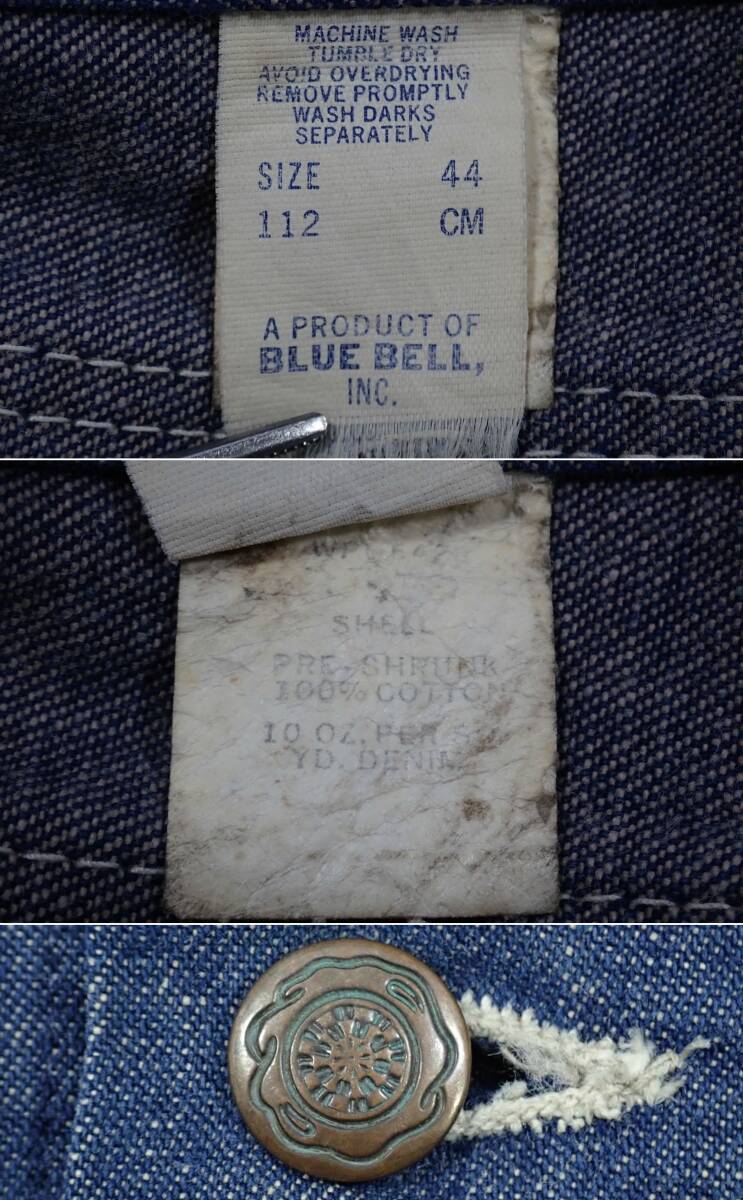 MACHINE WASH
TUMBLE DRY
AVOID OVERDRYING
REMOVE PROMPTLY
WASH DARKS
SEPARATELY
SIZE 44
112 CM
A PRODUCT OF
BLUE BELL,
INC.
SHELL
PRE-SHRUNK
100% COTTON
10 OZ. PER
YD. DENIM